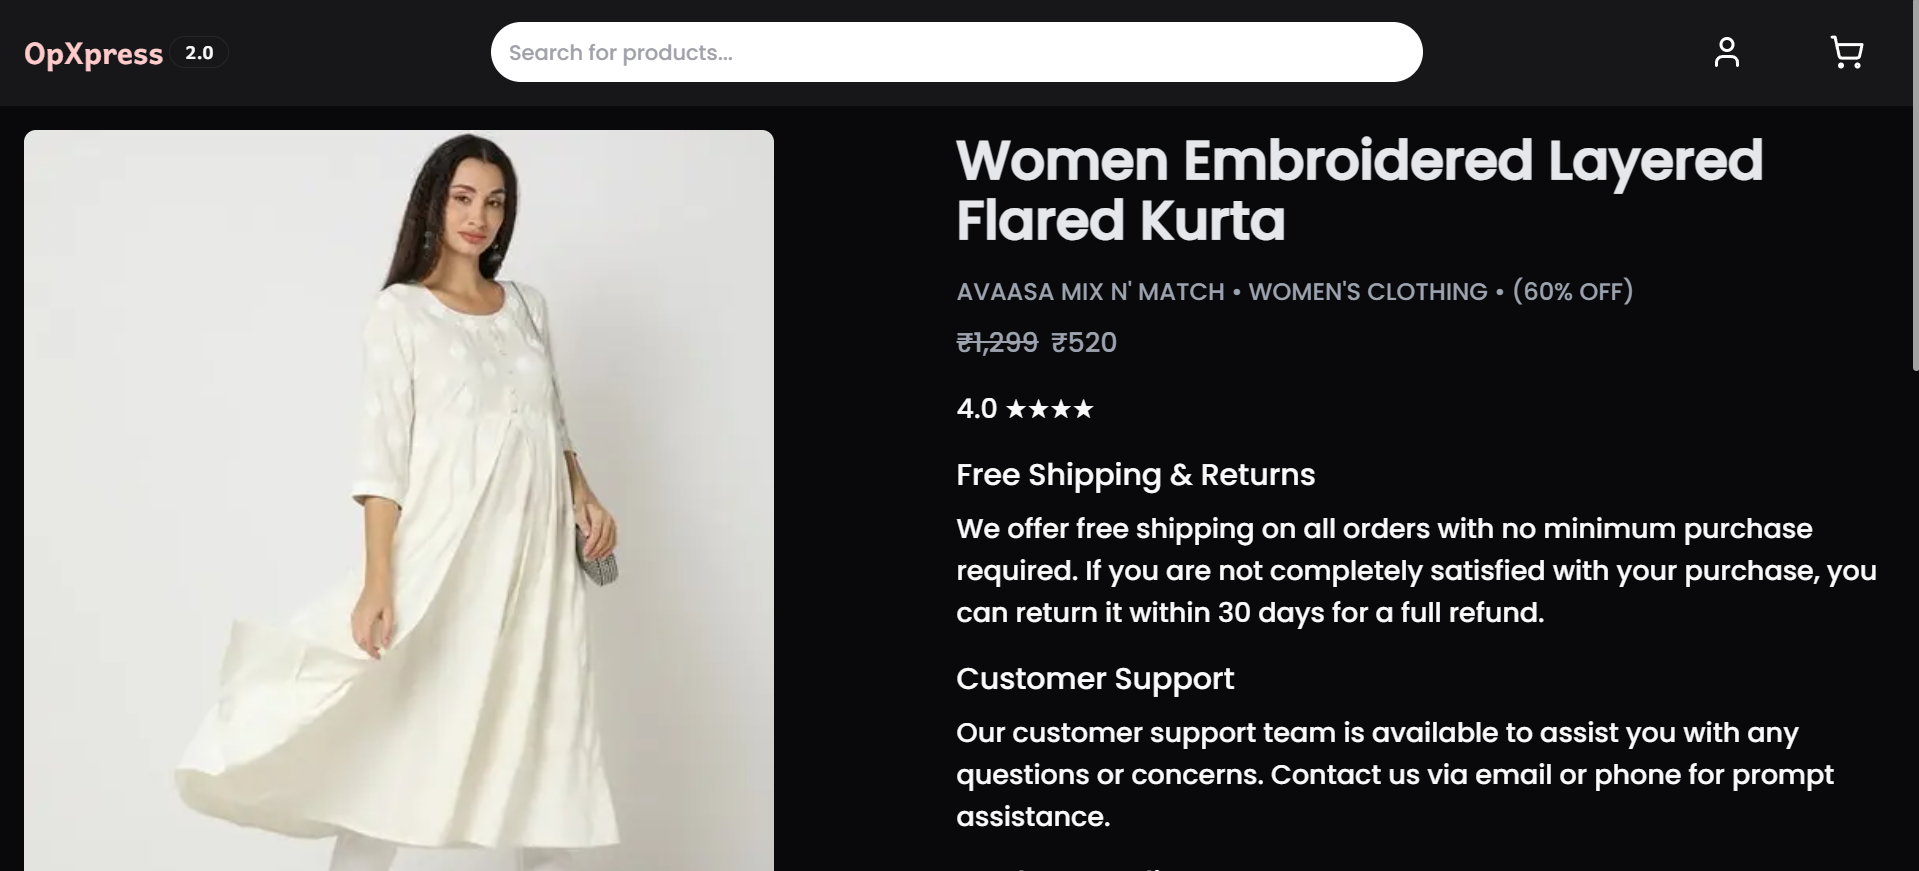 OpXpress 2.0
Search for products...
Women Embroidered Layered
Flared Kurta
AVAASA MIX N' MATCH • WOMEN'S CLOTHING • (60% OFF)
₹1,299 ₹520
4.0 ★★★★
Free Shipping & Returns
We offer free shipping on all orders with no minimum purchase
required. If you are not completely satisfied with your purchase, you
can return it within 30 days for a full refund.
Customer Support
Our customer support team is available to assist you with any
questions or concerns. Contact us via email or phone for prompt
assistance.